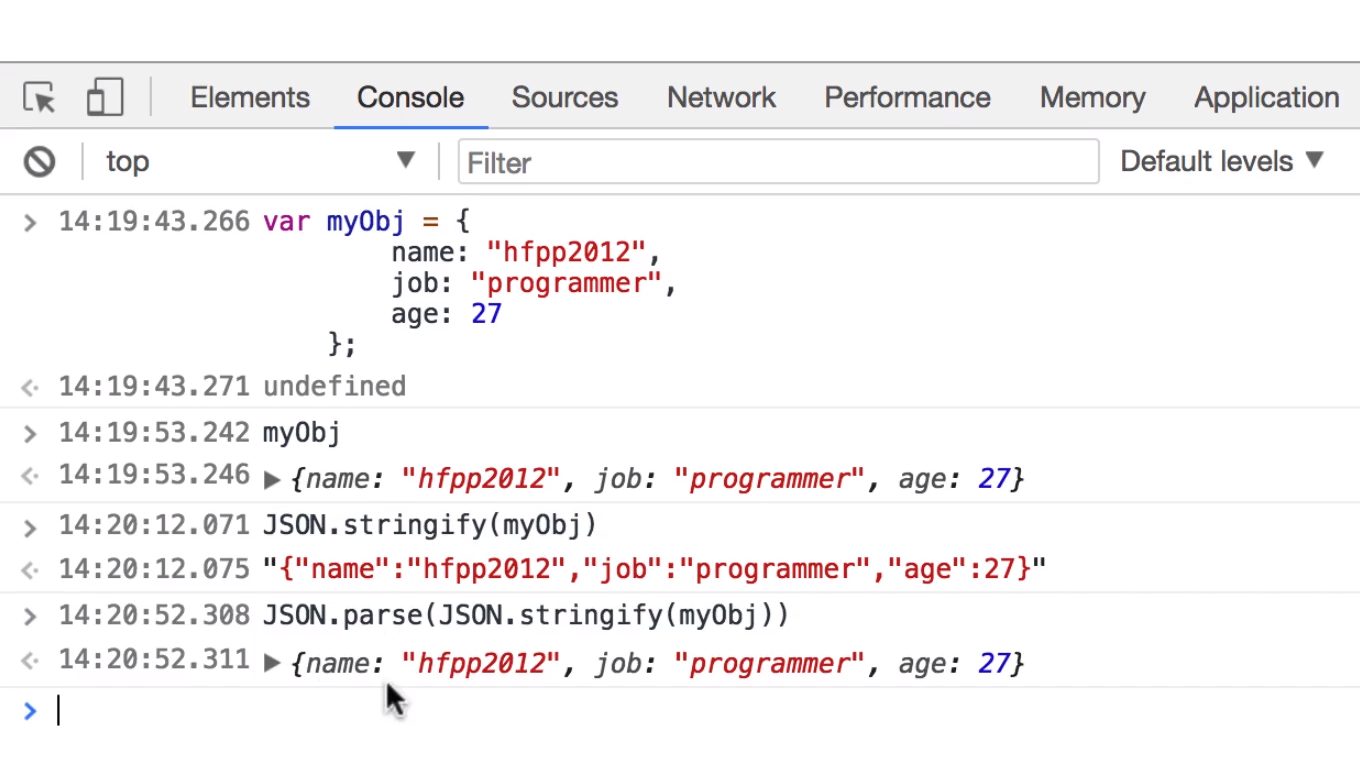 Elements Console Sources Network Performance Memory Application
top ▼ Filter Default levels ▼
> 14:19:43.266 var myObj = {
name: "hfpp2012",
job: "programmer",
age: 27
};
<· 14:19:43.271 undefined
> 14:19:53.242 myObj
<· 14:19:53.246 ▶ {name: "hfpp2012", job: "programmer", age: 27}
> 14:20:12.071 JSON.stringify(myObj)
<· 14:20:12.075 "{"name":"hfpp2012","job":"programmer","age":27}"
> 14:20:52.308 JSON.parse(JSON.stringify(myObj))
<· 14:20:52.311 ▶ {name: "hfpp2012", job: "programmer", age: 27}
>